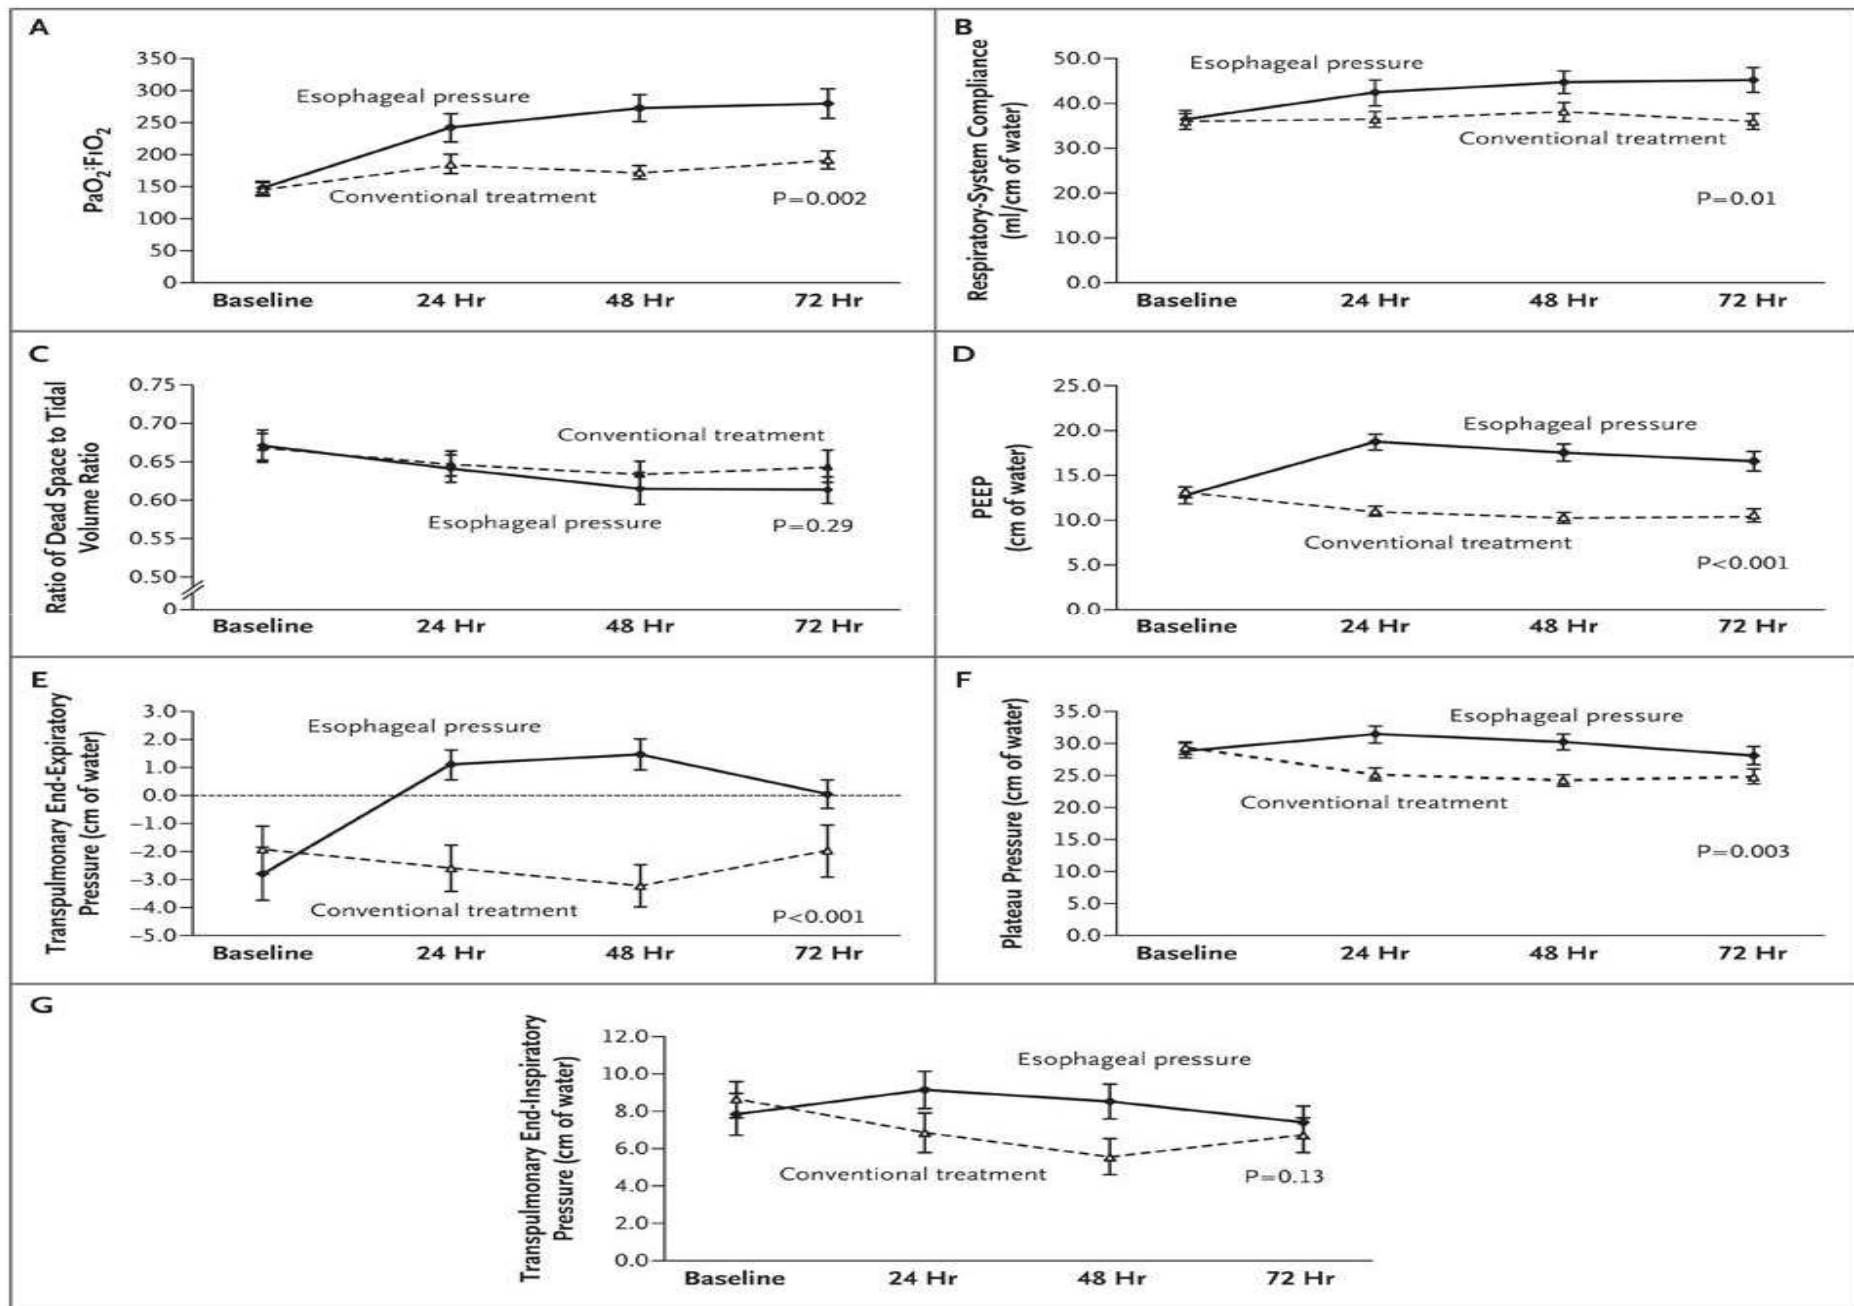 A
PaO2:FiO2
350
300
250
200
150
100
50
0
Esophageal pressure
Conventional treatment
P=0.002
Baseline 24 Hr 48 Hr 72 Hr
B
Respiratory-System Compliance
(ml/cm of water)
50.0
40.0
30.0
20.0
10.0
0.0
Esophageal pressure
Conventional treatment
P=0.01
Baseline 24 Hr 48 Hr 72 Hr
C
Ratio of Dead Space to Tidal
Volume Ratio
0.75
0.70
0.65
0.60
0.55
0.50
0
Conventional treatment
Esophageal pressure
P=0.29
Baseline 24 Hr 48 Hr 72 Hr
D
PEEP
(cm of water)
25.0
20.0
15.0
10.0
5.0
0.0
Esophageal pressure
Conventional treatment
P<0.001
Baseline 24 Hr 48 Hr 72 Hr
E
Transpulmonary End-Expiratory
Pressure (cm of water)
3.0
2.0
1.0
0.0
−1.0
−2.0
−3.0
−4.0
−5.0
Esophageal pressure
Conventional treatment
P<0.001
Baseline 24 Hr 48 Hr 72 Hr
F
Plateau Pressure (cm of water)
35.0
30.0
25.0
20.0
15.0
10.0
5.0
0.0
Esophageal pressure
Conventional treatment
P=0.003
Baseline 24 Hr 48 Hr 72 Hr
G
Transpulmonary End-Inspiratory
Pressure (cm of water)
12.0
10.0
8.0
6.0
4.0
2.0
0.0
Esophageal pressure
Conventional treatment
P=0.13
Baseline 24 Hr 48 Hr 72 Hr